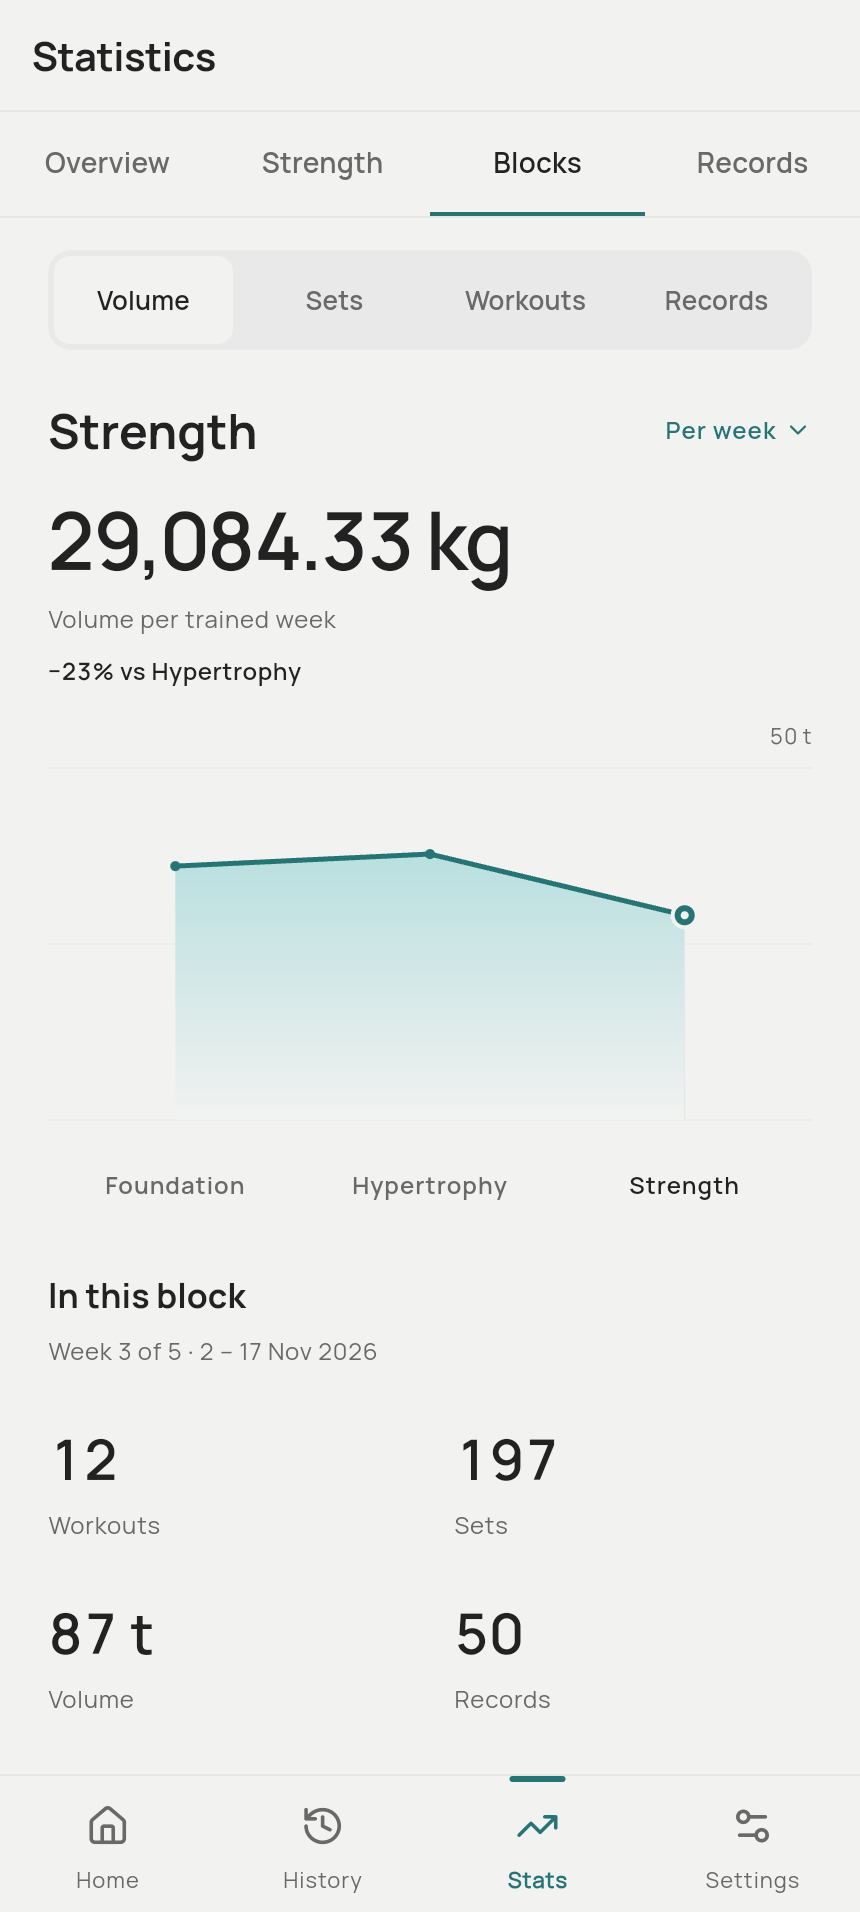 Statistics
Overview Strength Blocks Records
Volume Sets Workouts Records
Strength Per week
29,084.33 kg
Volume per trained week
−23% vs Hypertrophy
50 t
Foundation Hypertrophy Strength
In this block
Week 3 of 5 · 2 – 17 Nov 2026
12 197
Workouts Sets
87 t 50
Volume Records
Home History Stats Settings